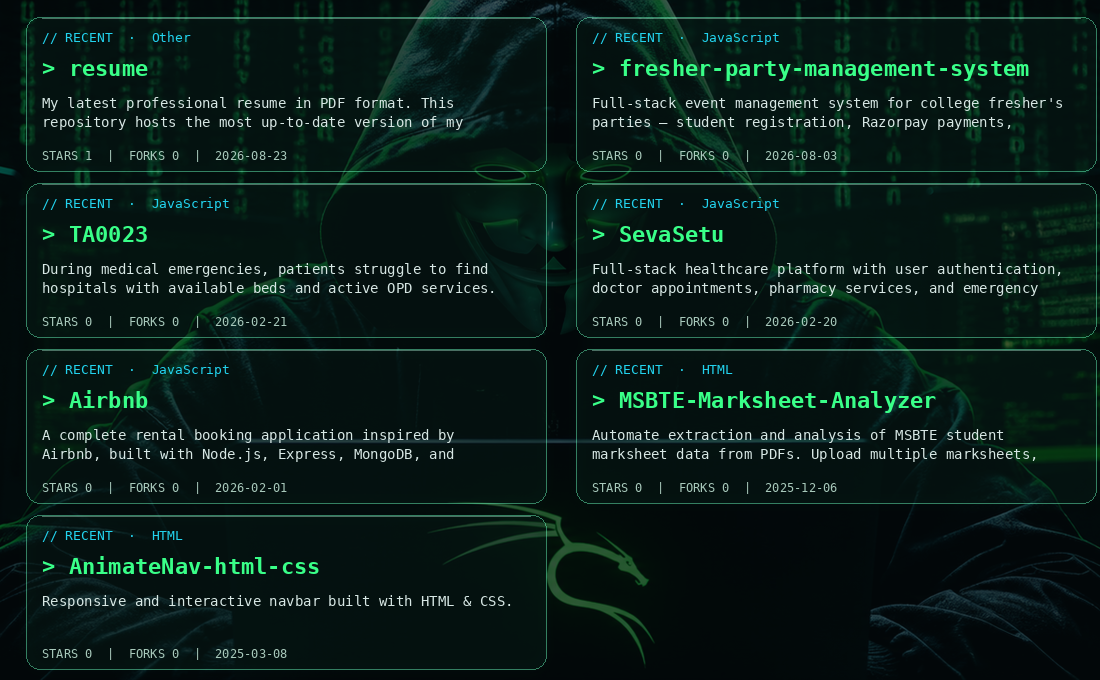 // RECENT · Other
> resume
My latest professional resume in PDF format. This
repository hosts the most up-to-date version of my
STARS 1 | FORKS 0 | 2026-08-23
// RECENT · JavaScript
> fresher-party-management-system
Full-stack event management system for college fresher's
parties — student registration, Razorpay payments,
STARS 0 | FORKS 0 | 2026-08-03
// RECENT · JavaScript
> TA0023
During medical emergencies, patients struggle to find
hospitals with available beds and active OPD services.
STARS 0 | FORKS 0 | 2026-02-21
// RECENT · JavaScript
> SevaSetu
Full-stack healthcare platform with user authentication,
doctor appointments, pharmacy services, and emergency
STARS 0 | FORKS 0 | 2026-02-20
// RECENT · JavaScript
> Airbnb
A complete rental booking application inspired by
Airbnb, built with Node.js, Express, MongoDB, and
STARS 0 | FORKS 0 | 2026-02-01
// RECENT · HTML
> MSBTE-Marksheet-Analyzer
Automate extraction and analysis of MSBTE student
marksheet data from PDFs. Upload multiple marksheets,
STARS 0 | FORKS 0 | 2025-12-06
// RECENT · HTML
> AnimateNav-html-css
Responsive and interactive navbar built with HTML & CSS.
STARS 0 | FORKS 0 | 2025-03-08